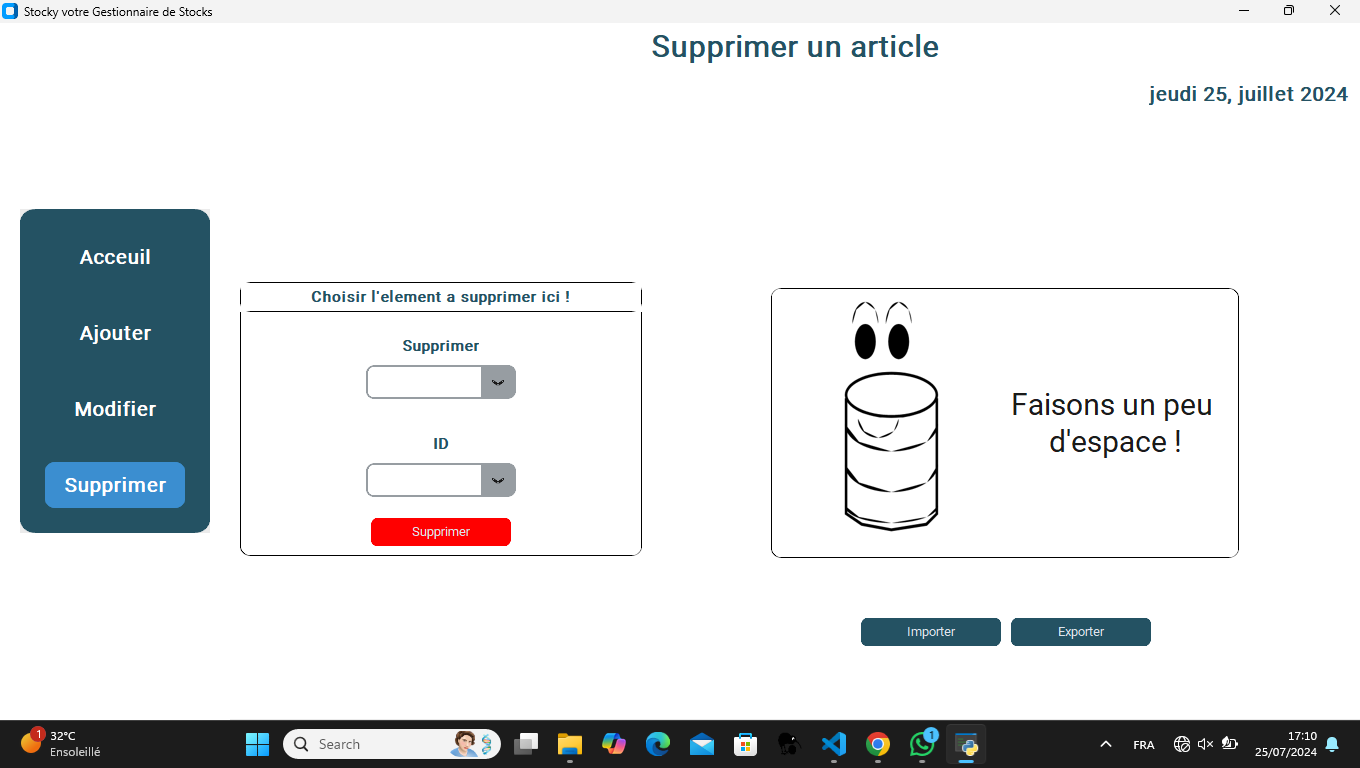 Stocky votre Gestionnaire de Stocks
Supprimer un article
jeudi 25, juillet 2024
Acceuil
Ajouter
Modifier
Supprimer
Choisir l'element a supprimer ici !
Supprimer
ID
Supprimer
Faisons un peu
d'espace !
Importer
Exporter
1
32°C
Ensoleillé
Search
1
FRA
17:10
25/07/2024